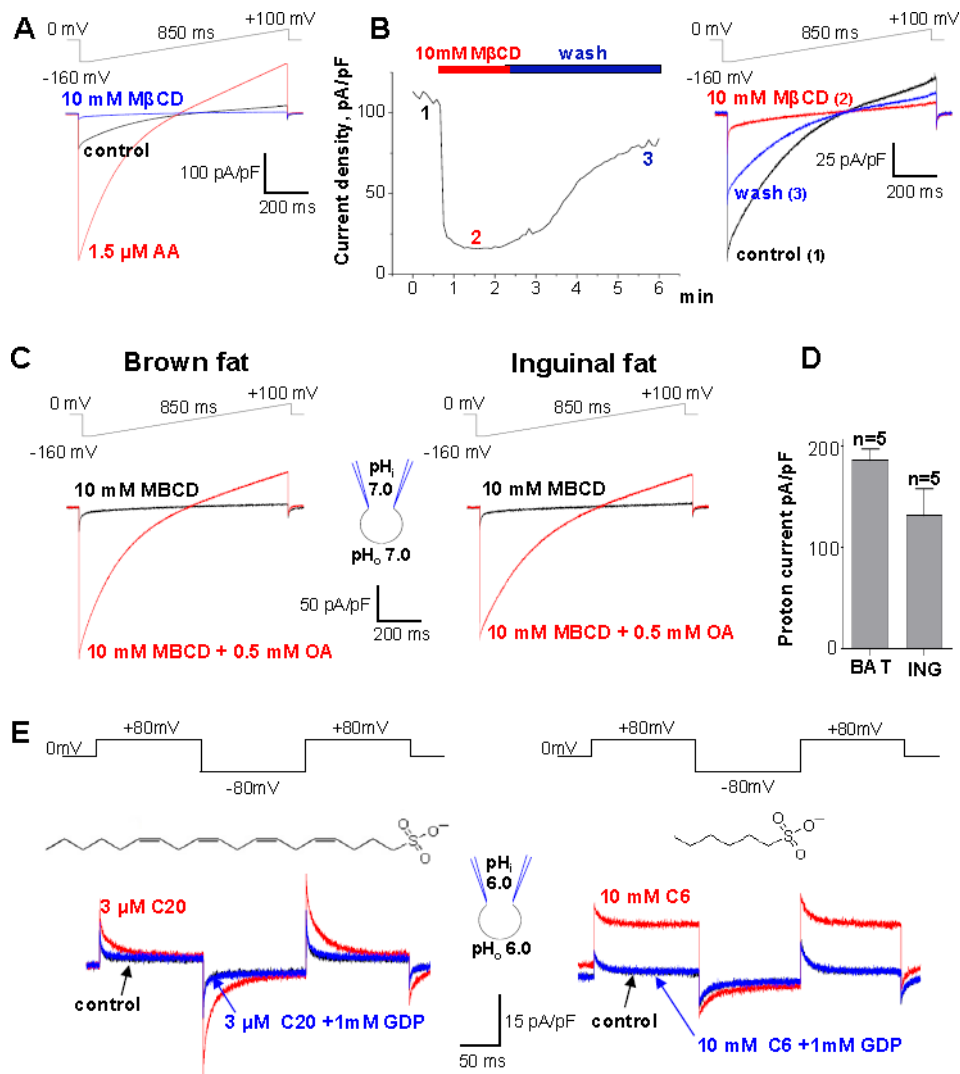 A
0 mV
850 ms
+100 mV
-160 mV
10 mM MβCD
control
100 pA/pF
200 ms
1.5 µM AA
B
10mM MβCD
wash
Current density, pA/pF
100
50
0
1
2
3
0 1 2 3 4 5 6
min
0 mV
850 ms
+100 mV
-160 mV
10 mM MβCD (2)
wash (3)
control (1)
25 pA/pF
200 ms
C
Brown fat
0 mV
850 ms
+100 mV
-160 mV
10 mM MBCD
10 mM MBCD + 0.5 mM OA
pHi
7.0
pHo 7.0
50 pA/pF
200 ms
Inguinal fat
0 mV
850 ms
+100 mV
-160 mV
10 mM MBCD
10 mM MBCD + 0.5 mM OA
D
Proton current pA/pF
200
100
0
n=5
n=5
BAT ING
E
0mV
+80mV
-80mV
+80mV
O
S
O
O−
3 µM C20
control
3 µM C20 +1mM GDP
pHi
6.0
pHo 6.0
15 pA/pF
50 ms
0mV
+80mV
-80mV
+80mV
O
S
O
O−
10 mM C6
control
10 mM C6 +1mM GDP